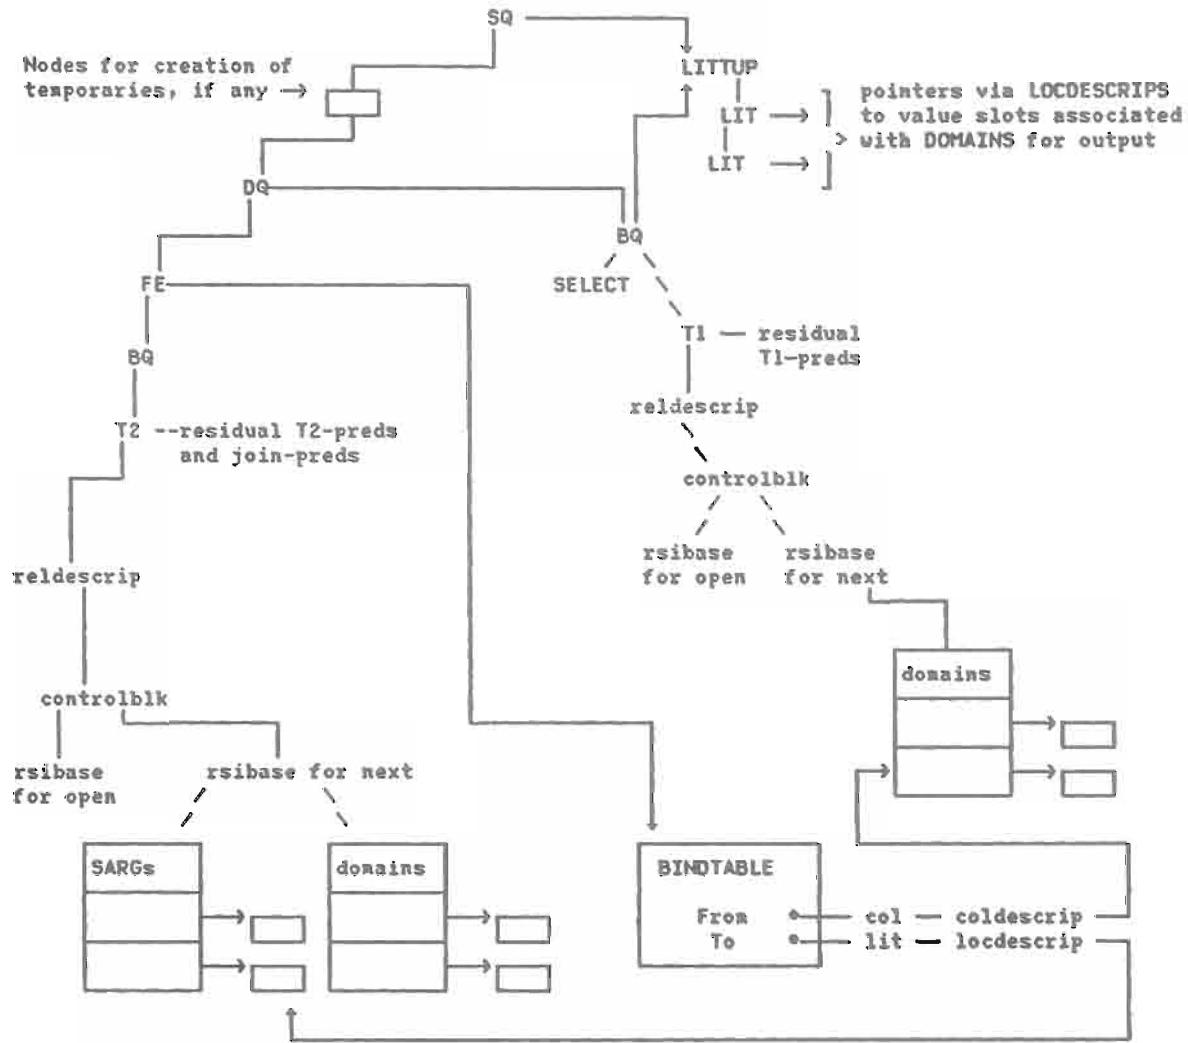 SQ
Nodes for creation of
temporaries, if any →
LITTUP
LIT
LIT
pointers via LOCDESCRIPS
to value slots associated
with DOMAINS for output
DQ
BQ
FE
SELECT
T1
residual
T1-preds
BQ
reldescrip
T2 --residual T2-preds
and join-preds
controlblk
rsibase
for open
rsibase
for next
reldescrip
domains
controlblk
rsibase
for open
rsibase for next
SARGs
domains
BINDTABLE
From
col
coldescrip
To
lit
locdescrip